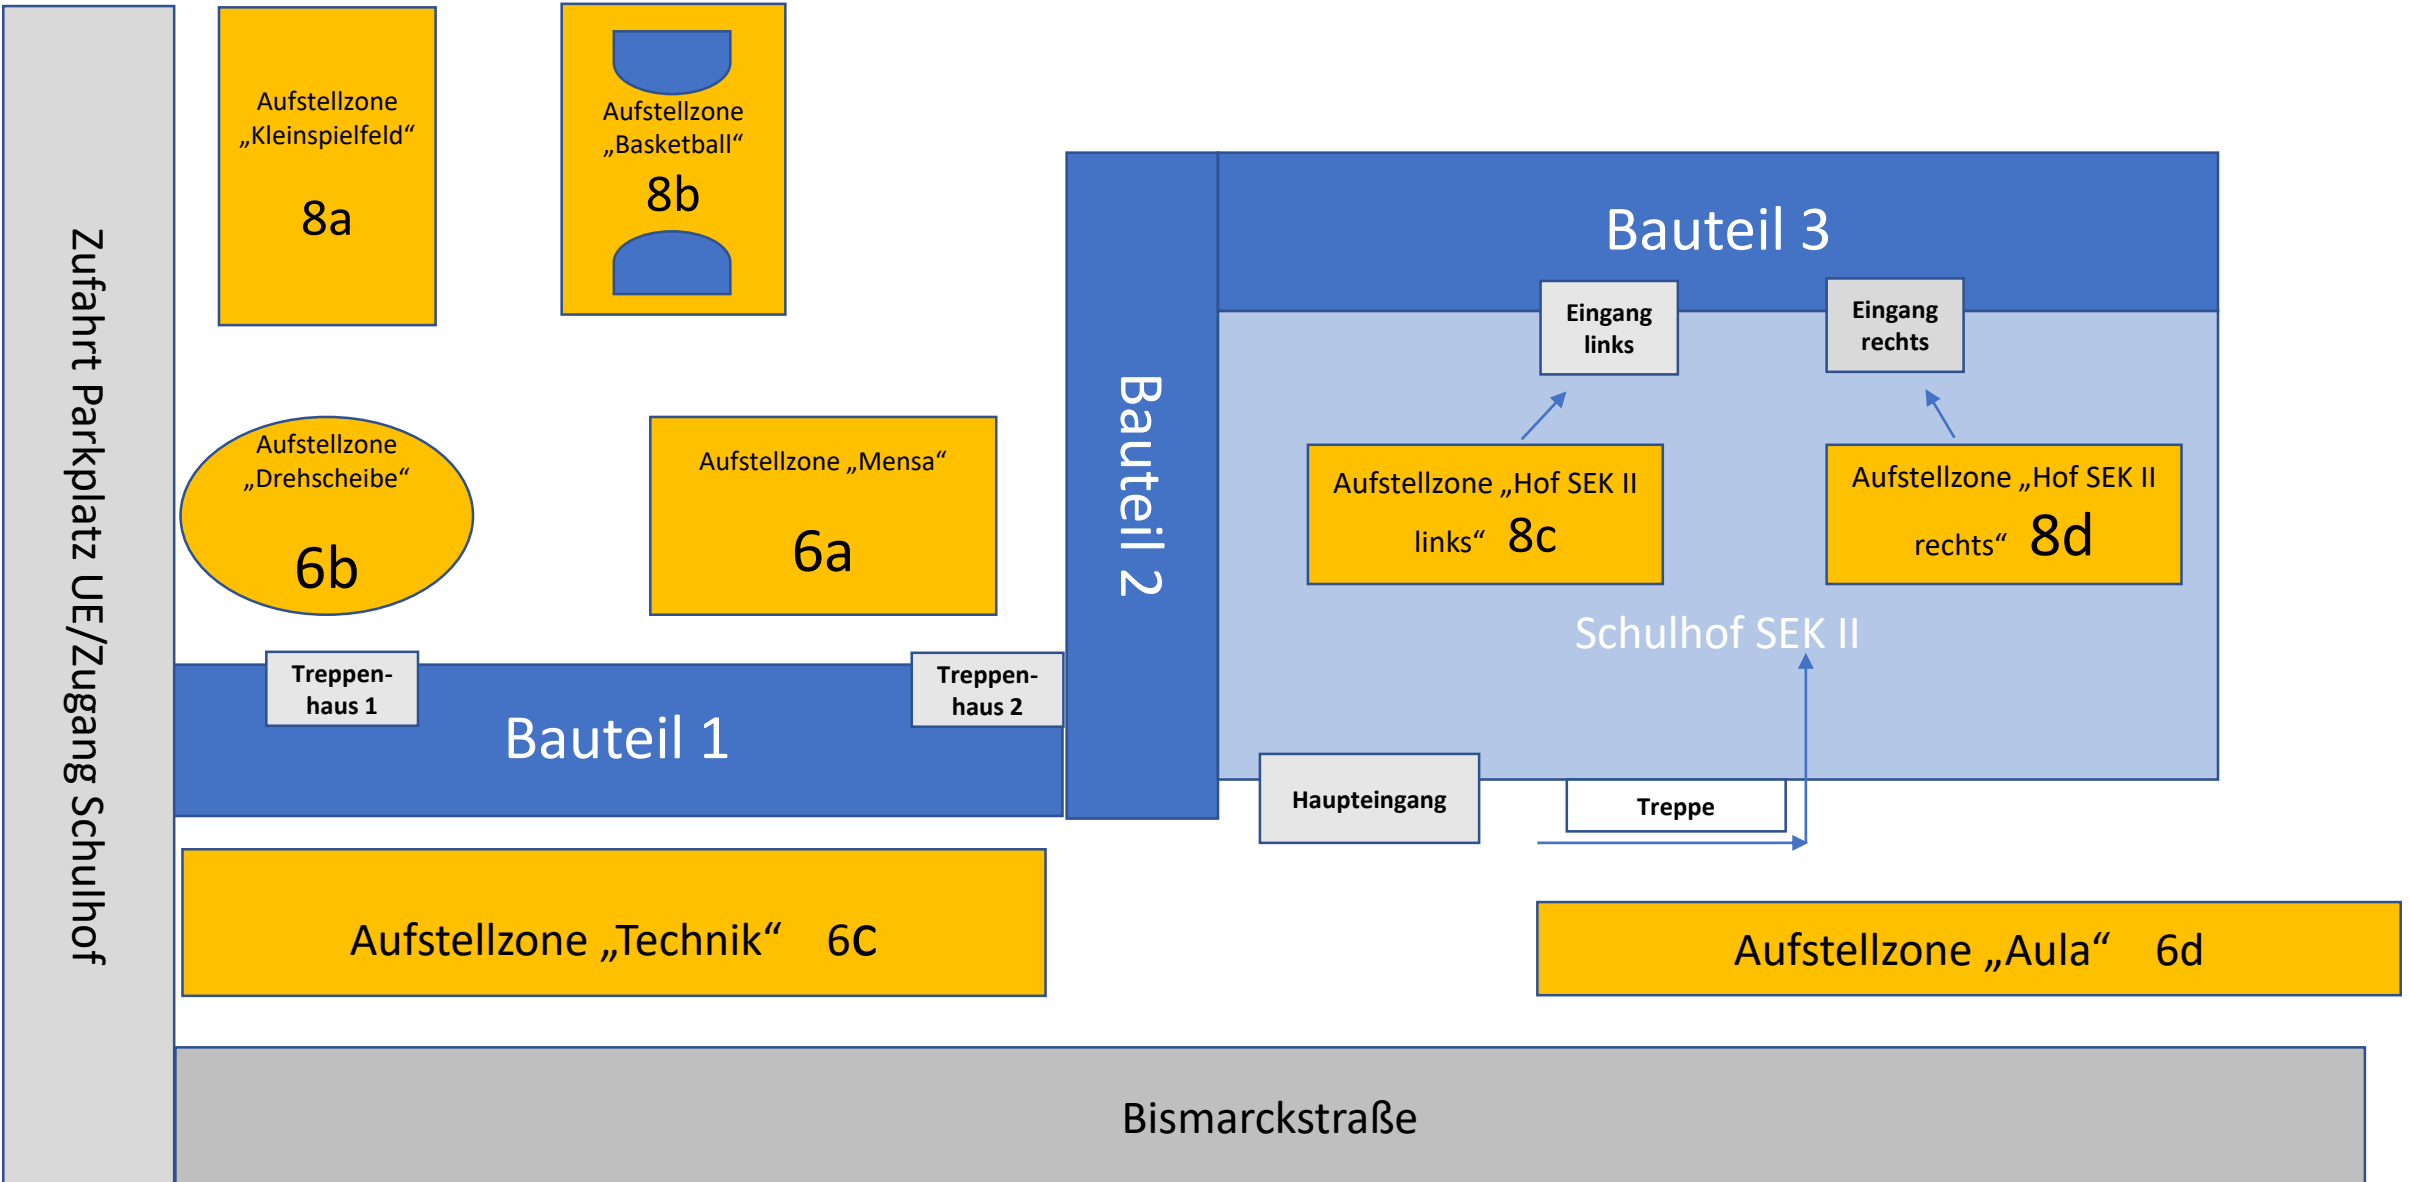 Zufahrt Parkplatz UE/Zugang Schulhof
Aufstellzone
„Kleinspielfeld“
8a
Aufstellzone
„Basketball“
8b
Aufstellzone
„Drehscheibe“
6b
Aufstellzone „Mensa“
6a
Treppen-
haus 1
Treppen-
haus 2
Bauteil 1
Bauteil 2
Bauteil 3
Eingang
links
Eingang
rechts
Aufstellzone „Hof SEK II
links“ 8c
Aufstellzone „Hof SEK II
rechts“ 8d
Schulhof SEK II
Haupteingang
Treppe
Aufstellzone „Technik“ 6c
Aufstellzone „Aula“ 6d
Bismarckstraße